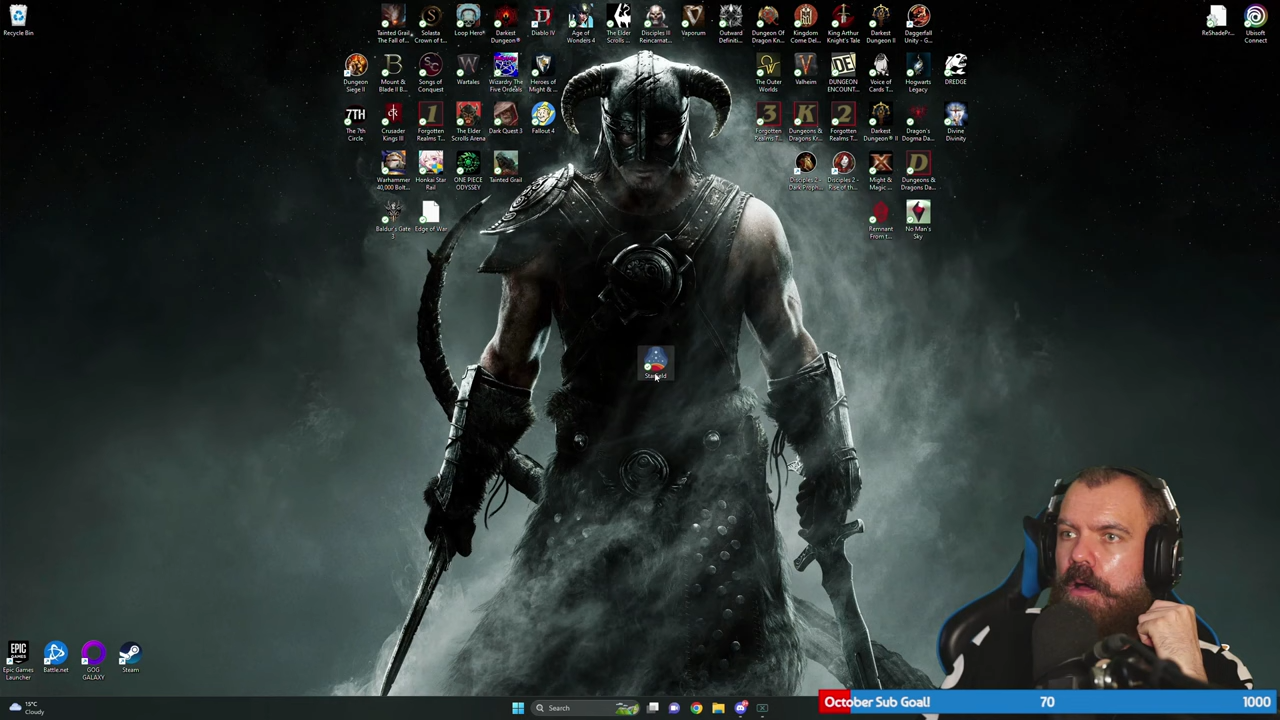 Recycle Bin
Tainted Grail
The Fall of...
Solasta
Crown of t...
Loop Hero®
Darkest
Dungeon®
Diablo IV
Age of
Wonders 4
The Elder
Scrolls ...
Disciples III
Reincarnat...
Vaporum
Outward
Definiti...
Dungeon Of
Dragon Kn...
Kingdom
Come Del...
King Arthur
Knight's Tale
Darkest
Dungeon II
Daggerfall
Unity - G...
ReShadePr...
Ubisoft
Connect
Dungeon
Siege II
Mount &
Blade II B...
Songs of
Conquest
Wartales
Wizardry The
Five Ordeals
Heroes of
Might & ...
The Outer
Worlds
Valheim
DUNGEON
ENCOUNT...
Voice of
Cards T...
Hogwarts
Legacy
DREDGE
7TH
The 7th
Circle
Crusader
Kings III
Forgotten
Realms T...
The Elder
Scrolls Arena
Dark Quest 3
Fallout 4
Forgotten
Realms T...
Dungeons &
Dragons Kr...
Forgotten
Realms T...
Darkest
Dungeon® II
Dragon's
Dogma Da...
Divine
Divinity
Warhammer
40,000 Bolt...
Honkai Star
Rail
ONE PIECE
ODYSSEY
Tainted Grail
Disciples 2 -
Dark Proph...
Disciples 2 -
Rise of th...
Might &
Magic ...
Dungeons &
Dragons Da...
Baldur's Gate
3
Edge of War
Remnant
From t...
No Man's
Sky
Starfield
EPIC
GAMES
Epic Games
Launcher
Battle.net
GOG
GALAXY
Steam
15°C
Cloudy
Search
October Sub Goal! 70 1000